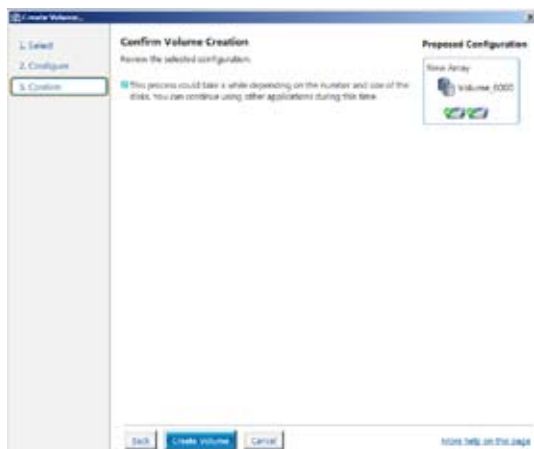 Create Volume...
1. Select
2. Configure
3. Confirm
Confirm Volume Creation
Review the selected configuration.
This process could take a while depending on the number and size of the
disks. You can continue using other applications during this time.
Proposed Configuration
New Array
Volume_0000
Back
Create Volume
Cancel
More help on this page